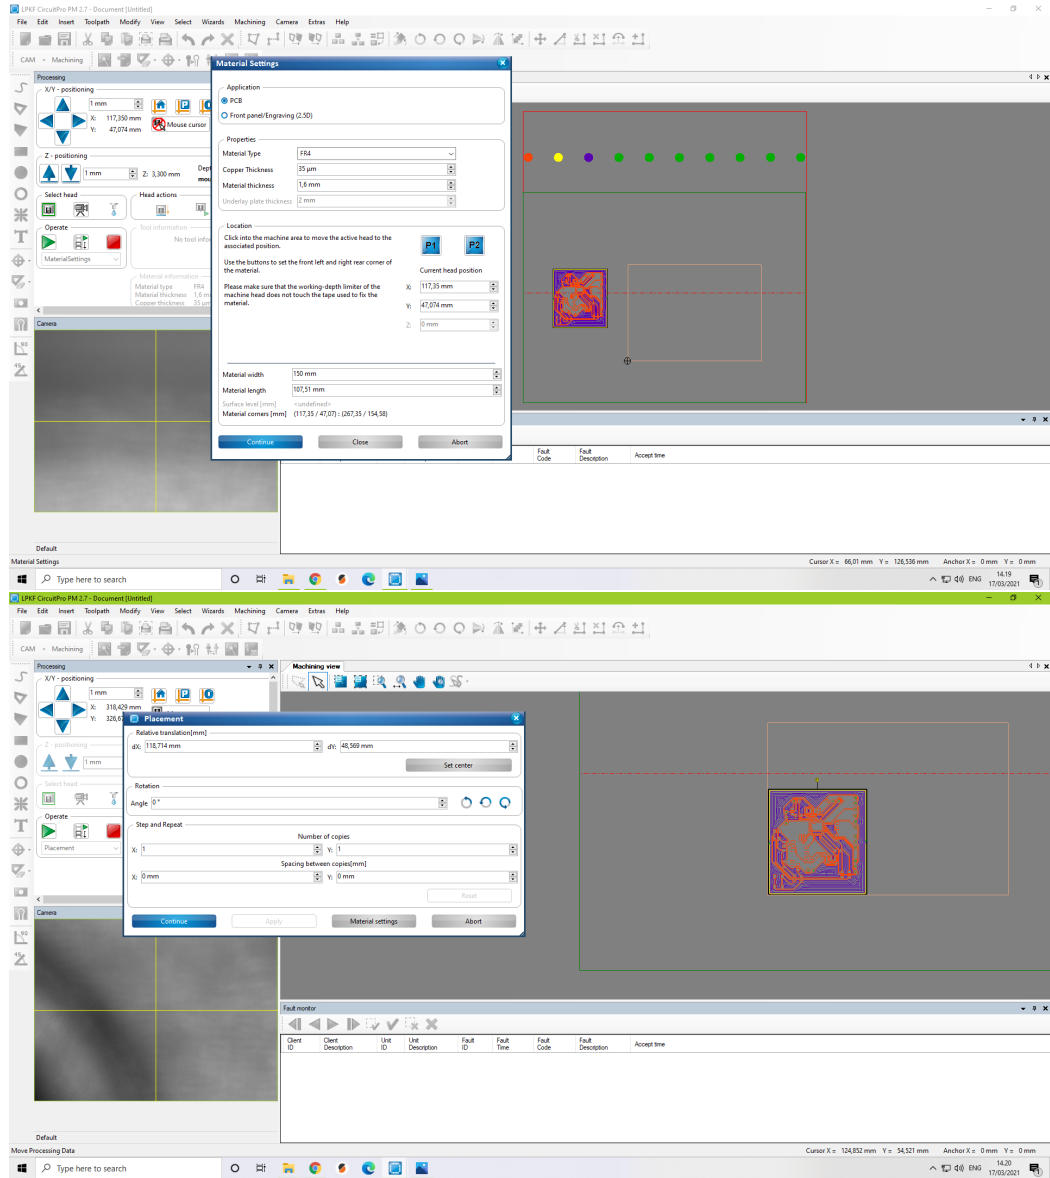 LPKF CircuitPro PM 2.7 - Document [Untitled]
File Edit Insert Toolpath Modify View Select Wizards Machining Camera Extras Help
CAM - Machining
Material Settings
Processing
X/Y - positioning
1 mm
X: 117,350 mm
Y: 47,074 mm
Mouse cursor
Z - positioning
1 mm
Z: 3,300 mm
Select head
Head actions
Operate
Tool information
MaterialSettings
Material information
Material type FR4
Material thickness
Copper thickness 35 µm
Camera
Application
PCB
Front panel/Engraving (2.5D)
Properties
Material Type FR4
Copper Thickness 35 µm
Material thickness 1,6 mm
Underlay plate thickness 2 mm
Location
Click into the machine area to move the active head to the
associated position.
P1 P2
Use the buttons to set the front left and right rear corner of
the material.
Current head position
Please make sure that the working-depth limiter of the
machine head does not touch the tape used to fix the
material.
X: 117,35 mm
Y: 47,074 mm
Z: 0 mm
Material width 150 mm
Material length 107,51 mm
Surface level [mm] <undefined>
Material corners [mm] (117,35 / 47,07) : (267,35 / 154,58)
Continue Close Abort
Fault Code
Fault Description
Accept time
Default
Material Settings
Cursor X = 66,01 mm Y = 126,536 mm Anchor X = 0 mm Y = 0 mm
Type here to search
ENG
14.19
17/03/2021
LPKF CircuitPro PM 2.7 - Document [Untitled]
File Edit Insert Toolpath Modify View Select Wizards Machining Camera Extras Help
CAM - Machining
Processing
Machining view
X/Y - positioning
1 mm
X: 318,429 mm
Z - positioning
1 mm
Select head
Operate
Placement
Camera
Placement
Relative translation[mm]
dX: 118,714 mm dY: 48,569 mm
Set center
Rotation
Angle 0 °
Step and Repeat
Number of copies
X: 1 Y: 1
Spacing between copies[mm]
X: 0 mm Y: 0 mm
Reset
Continue Apply Material settings Abort
Fault monitor
Client ID
Client Description
Unit ID
Unit Description
Fault ID
Fault Time
Fault Code
Fault Description
Accept time
Default
Move Processing Data
Cursor X = 124,852 mm Y = 54,521 mm Anchor X = 0 mm Y = 0 mm
Type here to search
ENG
14.20
17/03/2021